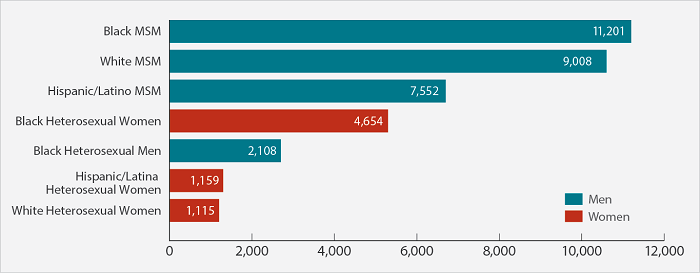 Black MSM 11,201
White MSM 9,008
Hispanic/Latino MSM 7,552
Black Heterosexual Women 4,654
Black Heterosexual Men 2,108
Hispanic/Latina
Heterosexual Women 1,159
White Heterosexual Women 1,115
Men
Women
0 2,000 4,000 6,000 8,000 10,000 12,000